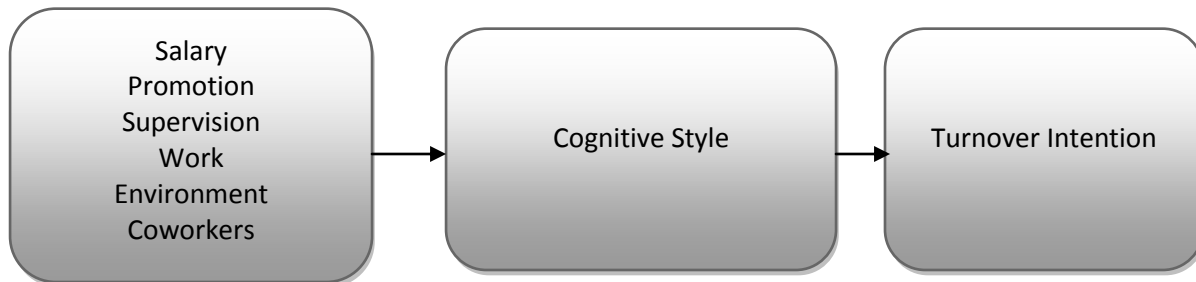 Salary
Promotion
Supervision
Work
Environment
Coworkers
Cognitive Style
Turnover Intention